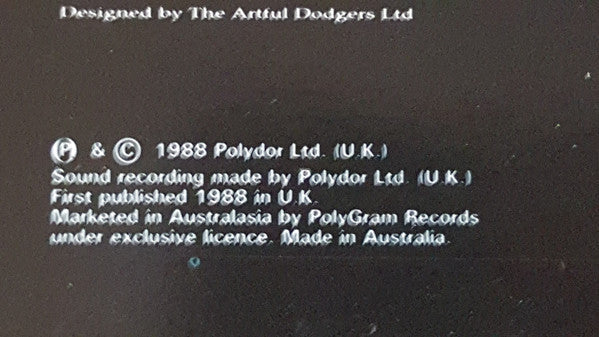 Designed by The Artful Dodgers Ltd
Ⓟ & © 1988 Polydor Ltd. (U.K.)
Sound recording made by Polydor Ltd. (U.K.)
First published 1988 in U.K.
Marketed in Australasia by PolyGram Records
under exclusive licence. Made in Australia.